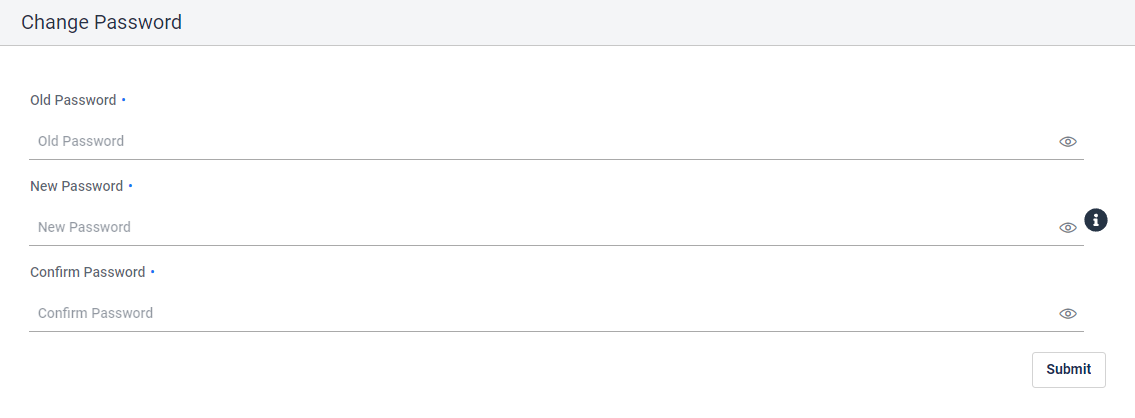 Change Password
Old Password •
Old Password
New Password •
New Password
i
Confirm Password •
Confirm Password
Submit